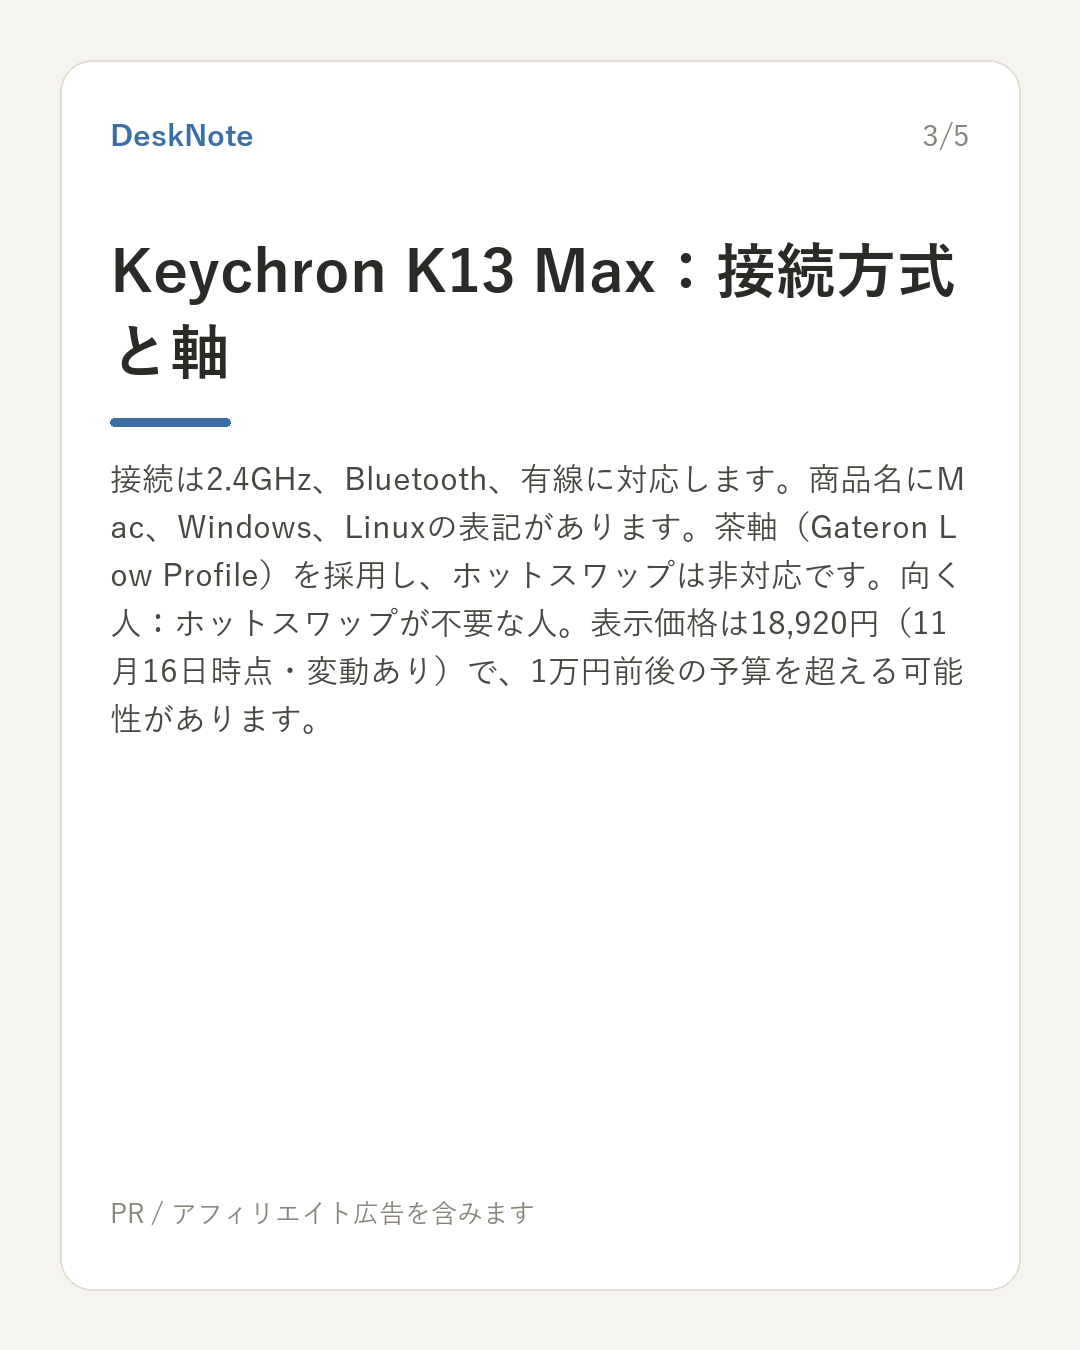 DeskNote
3/5
Keychron K13 Max：接続方式
と軸
接続は2.4GHz、Bluetooth、有線に対応します。商品名にM
ac、Windows、Linuxの表記があります。茶軸（Gateron L
ow Profile）を採用し、ホットスワップは非対応です。向く
人：ホットスワップが不要な人。表示価格は18,920円（11
月16日時点・変動あり）で、1万円前後の予算を超える可能
性があります。
PR / アフィリエイト広告を含みます